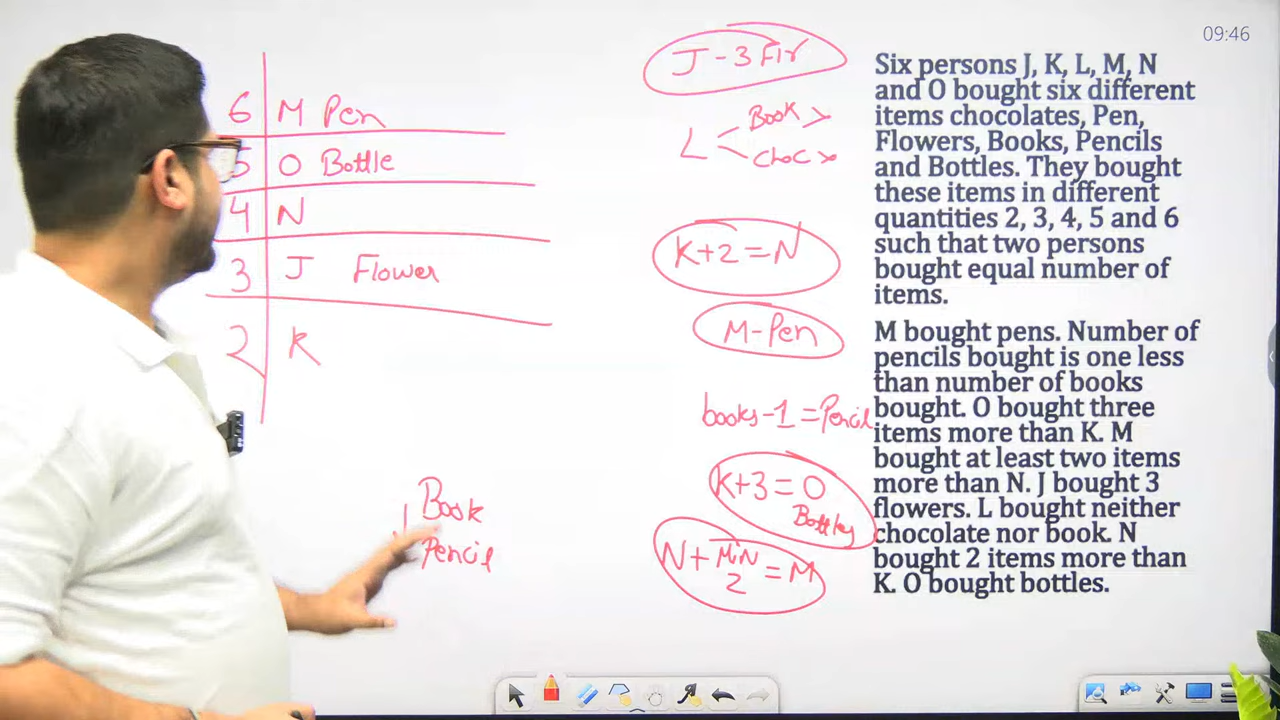 09:46
6 M Pen
5 O Bottle
4 N
3 J Flower
2 K
Book
Pencil
J - 3 Flr
L Book x
Choc x
K+2 = N
M-Pen
books-1 = Pencil
K+3 = O
Bottles
N + Min 2 = M
Six persons J, K, L, M, N
and O bought six different
items chocolates, Pen,
Flowers, Books, Pencils
and Bottles. They bought
these items in different
quantities 2, 3, 4, 5 and 6
such that two persons
bought equal number of
items.
M bought pens. Number of
pencils bought is one less
than number of books
bought. O bought three
items more than K. M
bought at least two items
more than N. J bought 3
flowers. L bought neither
chocolate nor book. N
bought 2 items more than
K. O bought bottles.